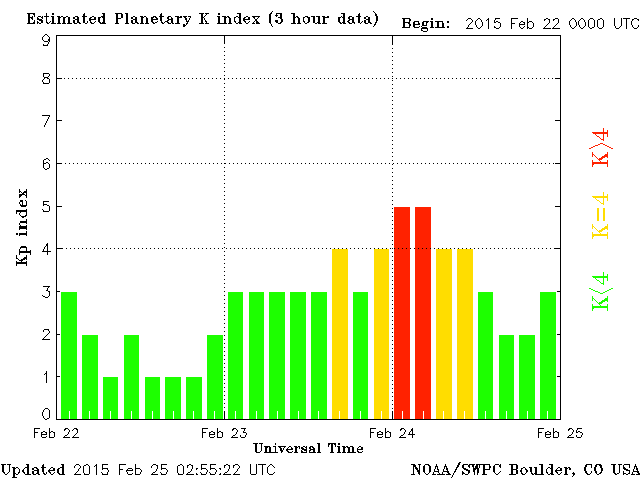 Estimated Planetary K index (3 hour data) Begin: 2015 Feb 22 0000 UTC
9
8
7
6
5
4
3
2
1
0
Kp index
K>4
K=4
K<4
Feb 22 Feb 23 Feb 24 Feb 25
Universal Time
Updated 2015 Feb 25 02:55:22 UTC NOAA/SWPC Boulder, CO USA